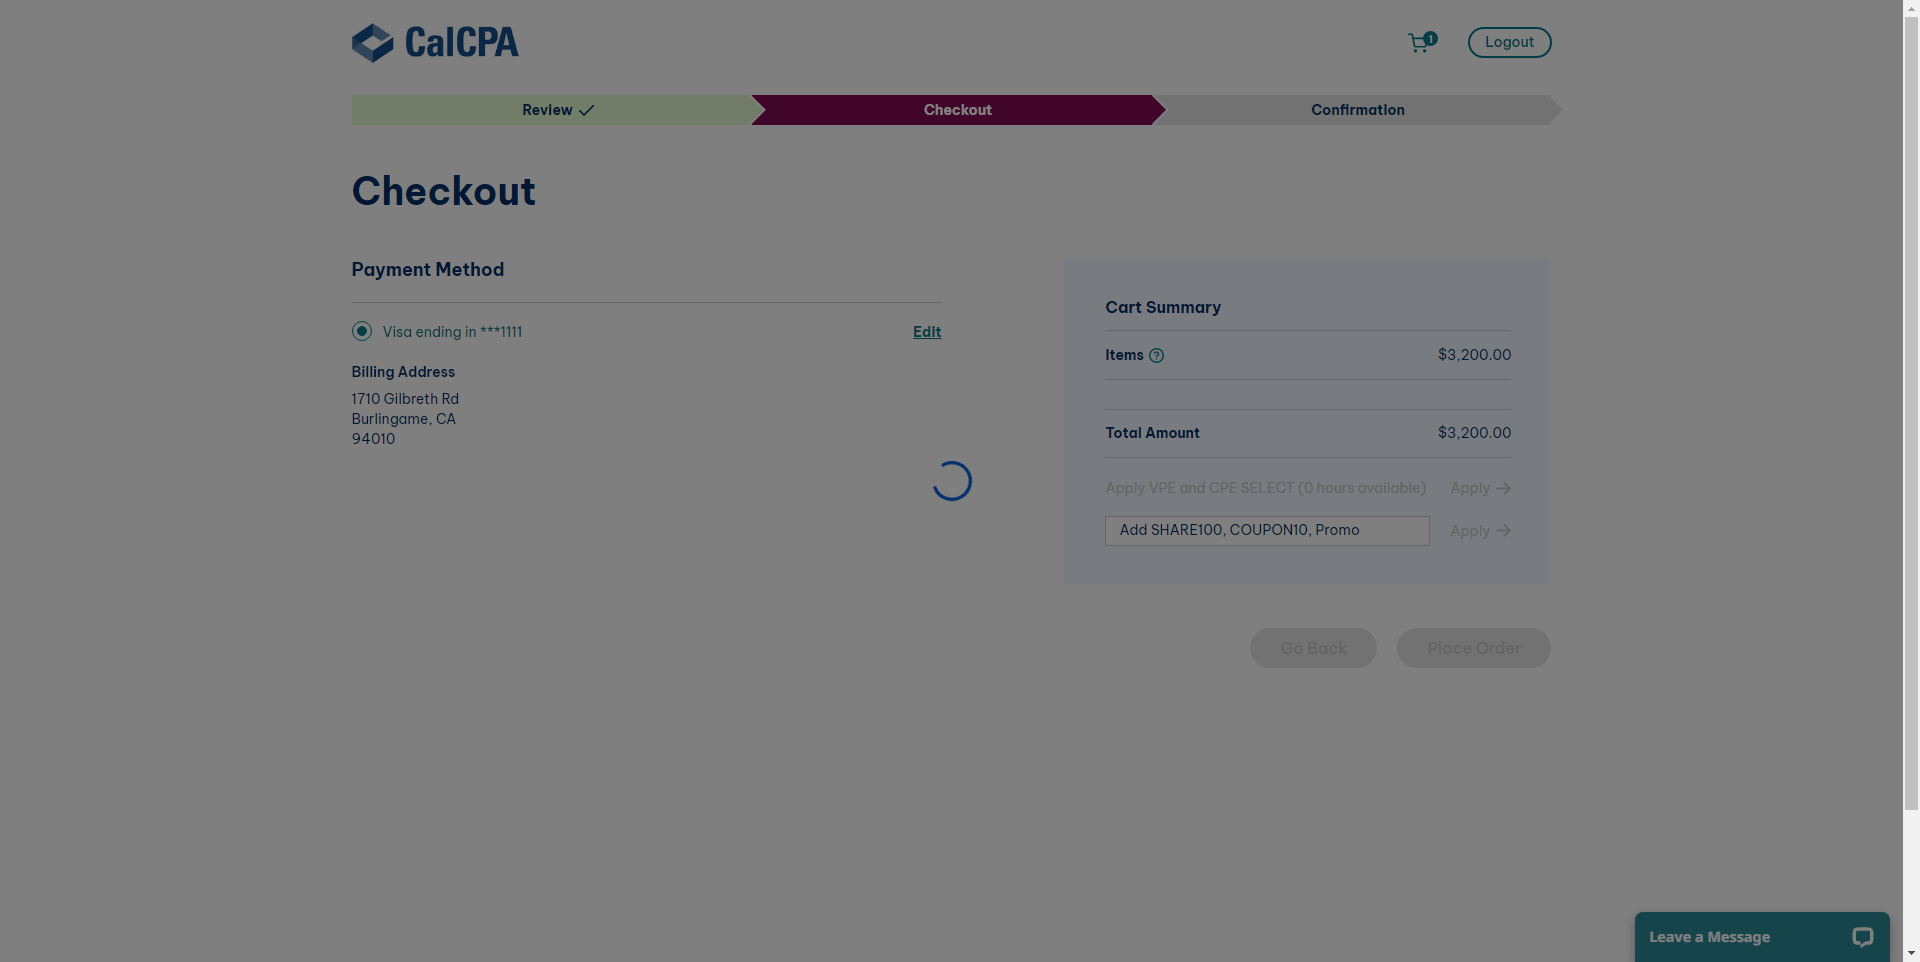 CalCPA
1
Logout
Review
Checkout
Confirmation
Checkout
Payment Method
Visa ending in ***1111
Edit
Billing Address
1710 Gilbreth Rd
Burlingame, CA
94010
Cart Summary
Items ? $3,200.00
Total Amount $3,200.00
Apply VPE and CPE SELECT (0 hours available) Apply
Add SHARE100, COUPON10, Promo Apply
Go Back
Place Order
Leave a Message